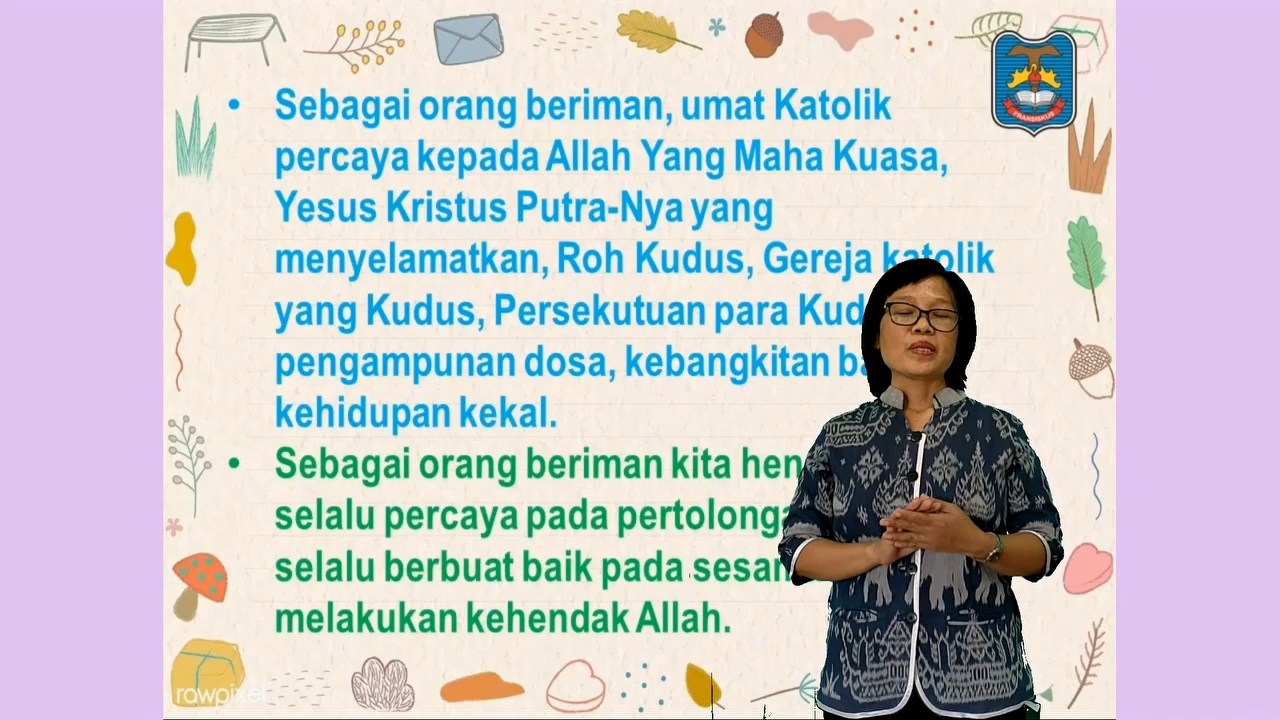 • Sebagai orang beriman, umat Katolik
percaya kepada Allah Yang Maha Kuasa,
Yesus Kristus Putra-Nya yang
menyelamatkan, Roh Kudus, Gereja katolik
yang Kudus, Persekutuan para
pengampunan dosa, kebangkitan
kehidupan kekal.
• Sebagai orang beriman kita
selalu percaya pada
selalu berbuat baik pada
melakukan kehendak Allah.
FRANSISKUS
rawpixel